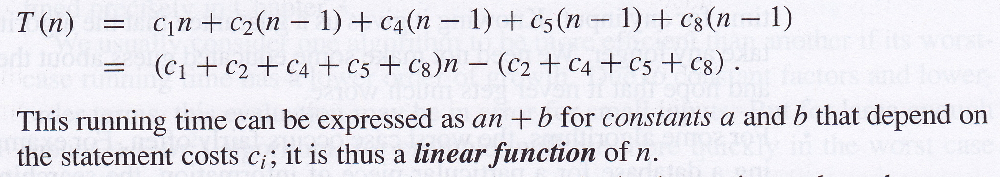 T(n) = c₁n + c₂(n − 1) + c₄(n − 1) + c₅(n − 1) + c₈(n − 1)
= (c₁ + c₂ + c₄ + c₅ + c₈)n − (c₂ + c₄ + c₅ + c₈) .
This running time can be expressed as an + b for constants a and b that depend on
the statement costs cᵢ; it is thus a linear function of n.